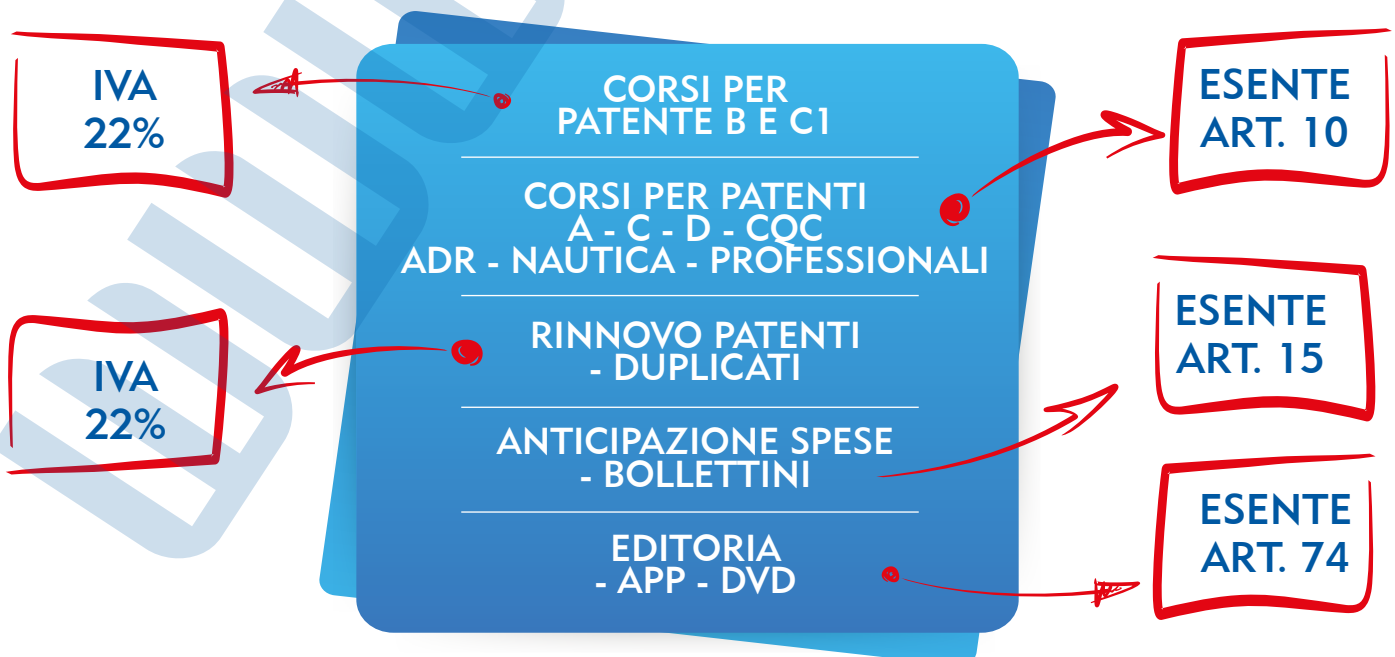 IVA
22%
CORSI PER
PATENTE B E C1
ESENTE
ART. 10
CORSI PER PATENTI
A - C - D - CQC
ADR - NAUTICA - PROFESSIONALI
RINNOVO PATENTI
- DUPLICATI
IVA
22%
ESENTE
ART. 15
ANTICIPAZIONE SPESE
- BOLLETTINI
EDITORIA
- APP - DVD
ESENTE
ART. 74